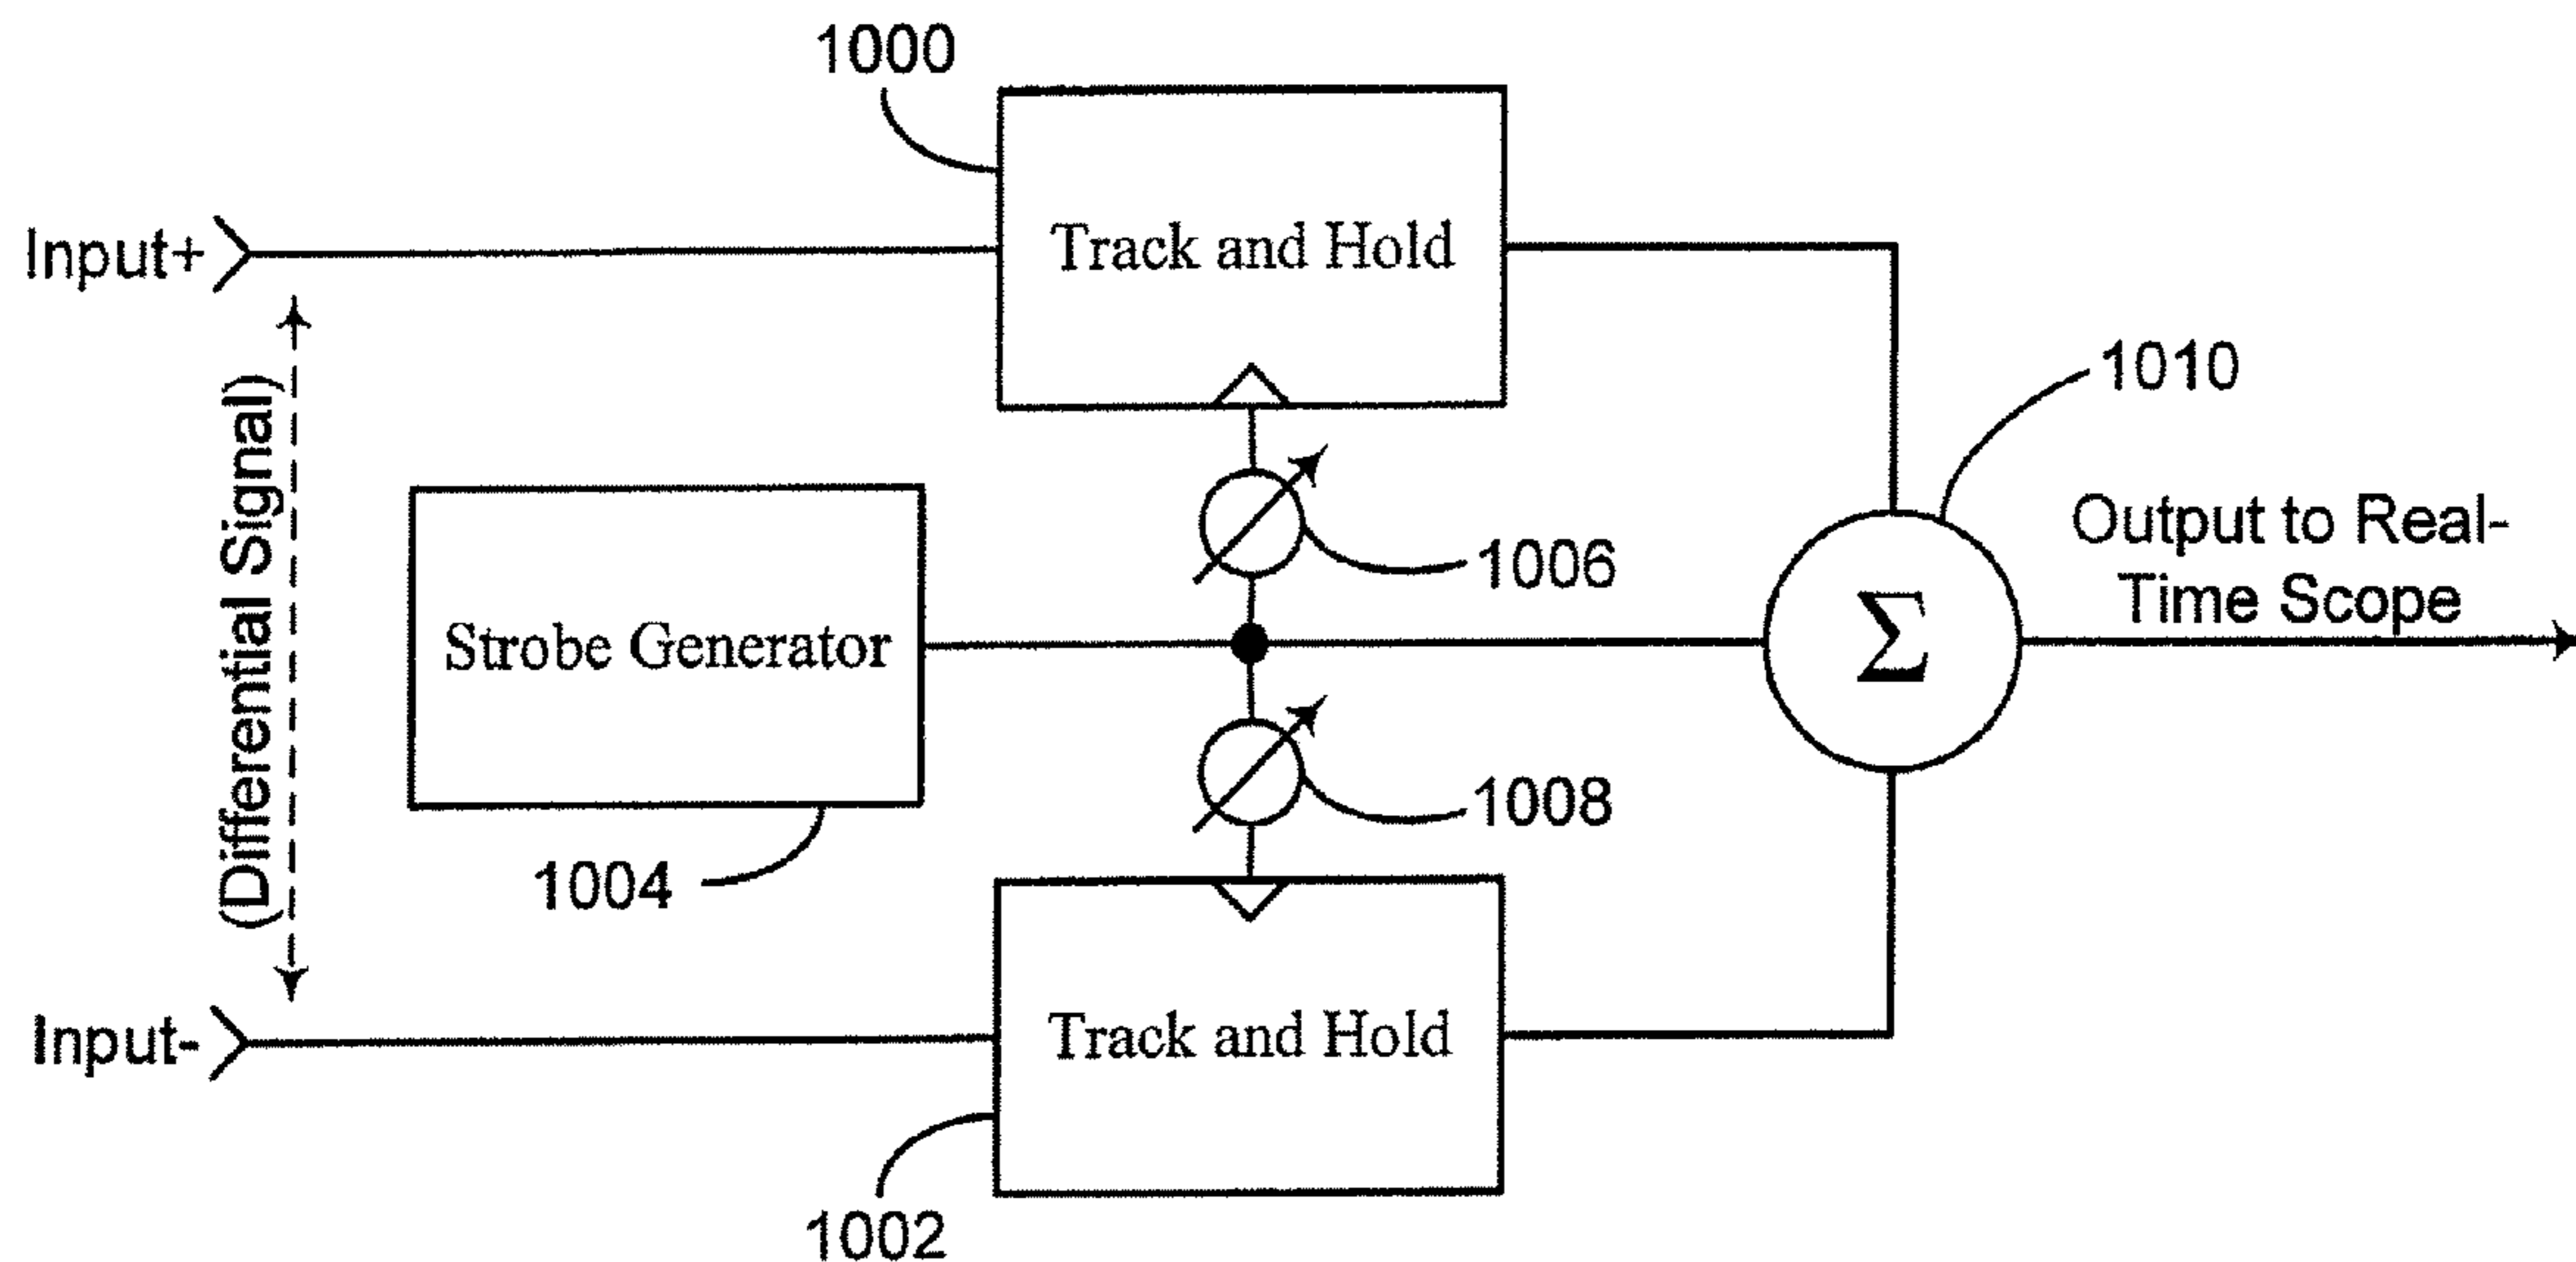 1000
Track and Hold
Input+
1010
(Differential Signal)
Output to Real-
Time Scope
1006
Strobe Generator
Σ
1008
1004
Input-
Track and Hold
1002